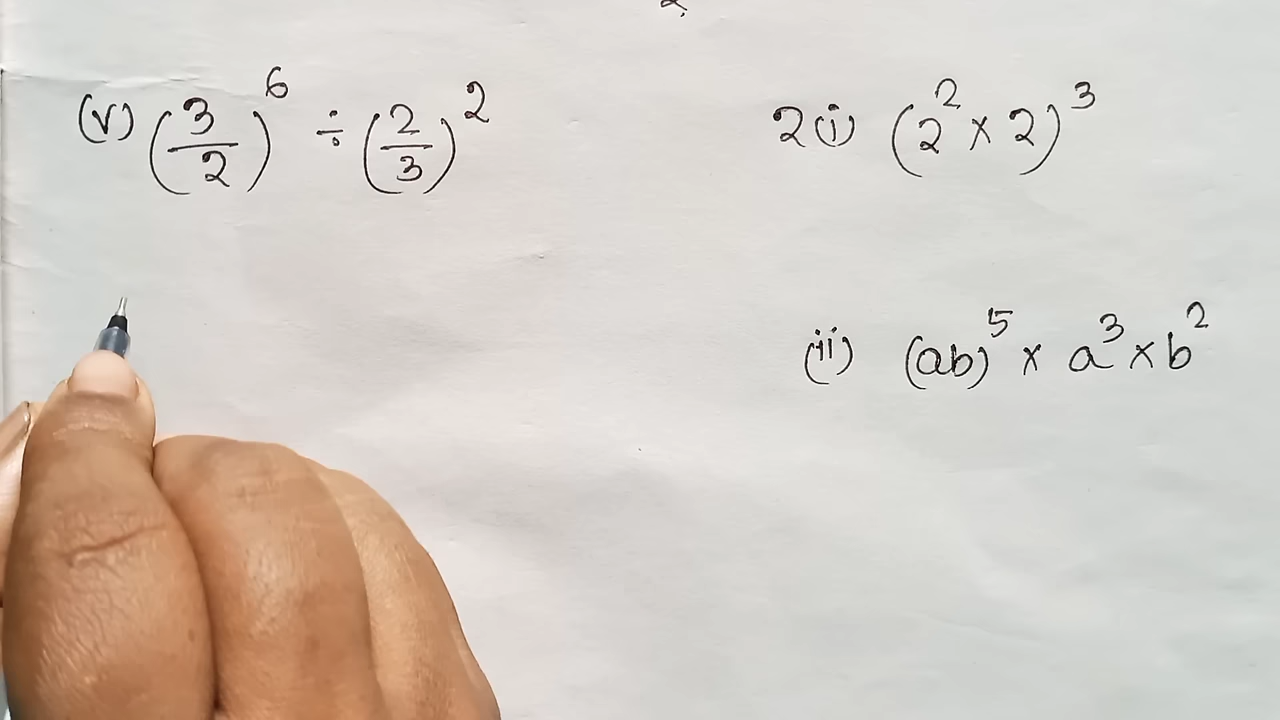 (v) (3/2)^6 ÷ (2/3)^2
2(i) (2^2 × 2)^3
(ii) (ab)^5 × a^3 × b^2